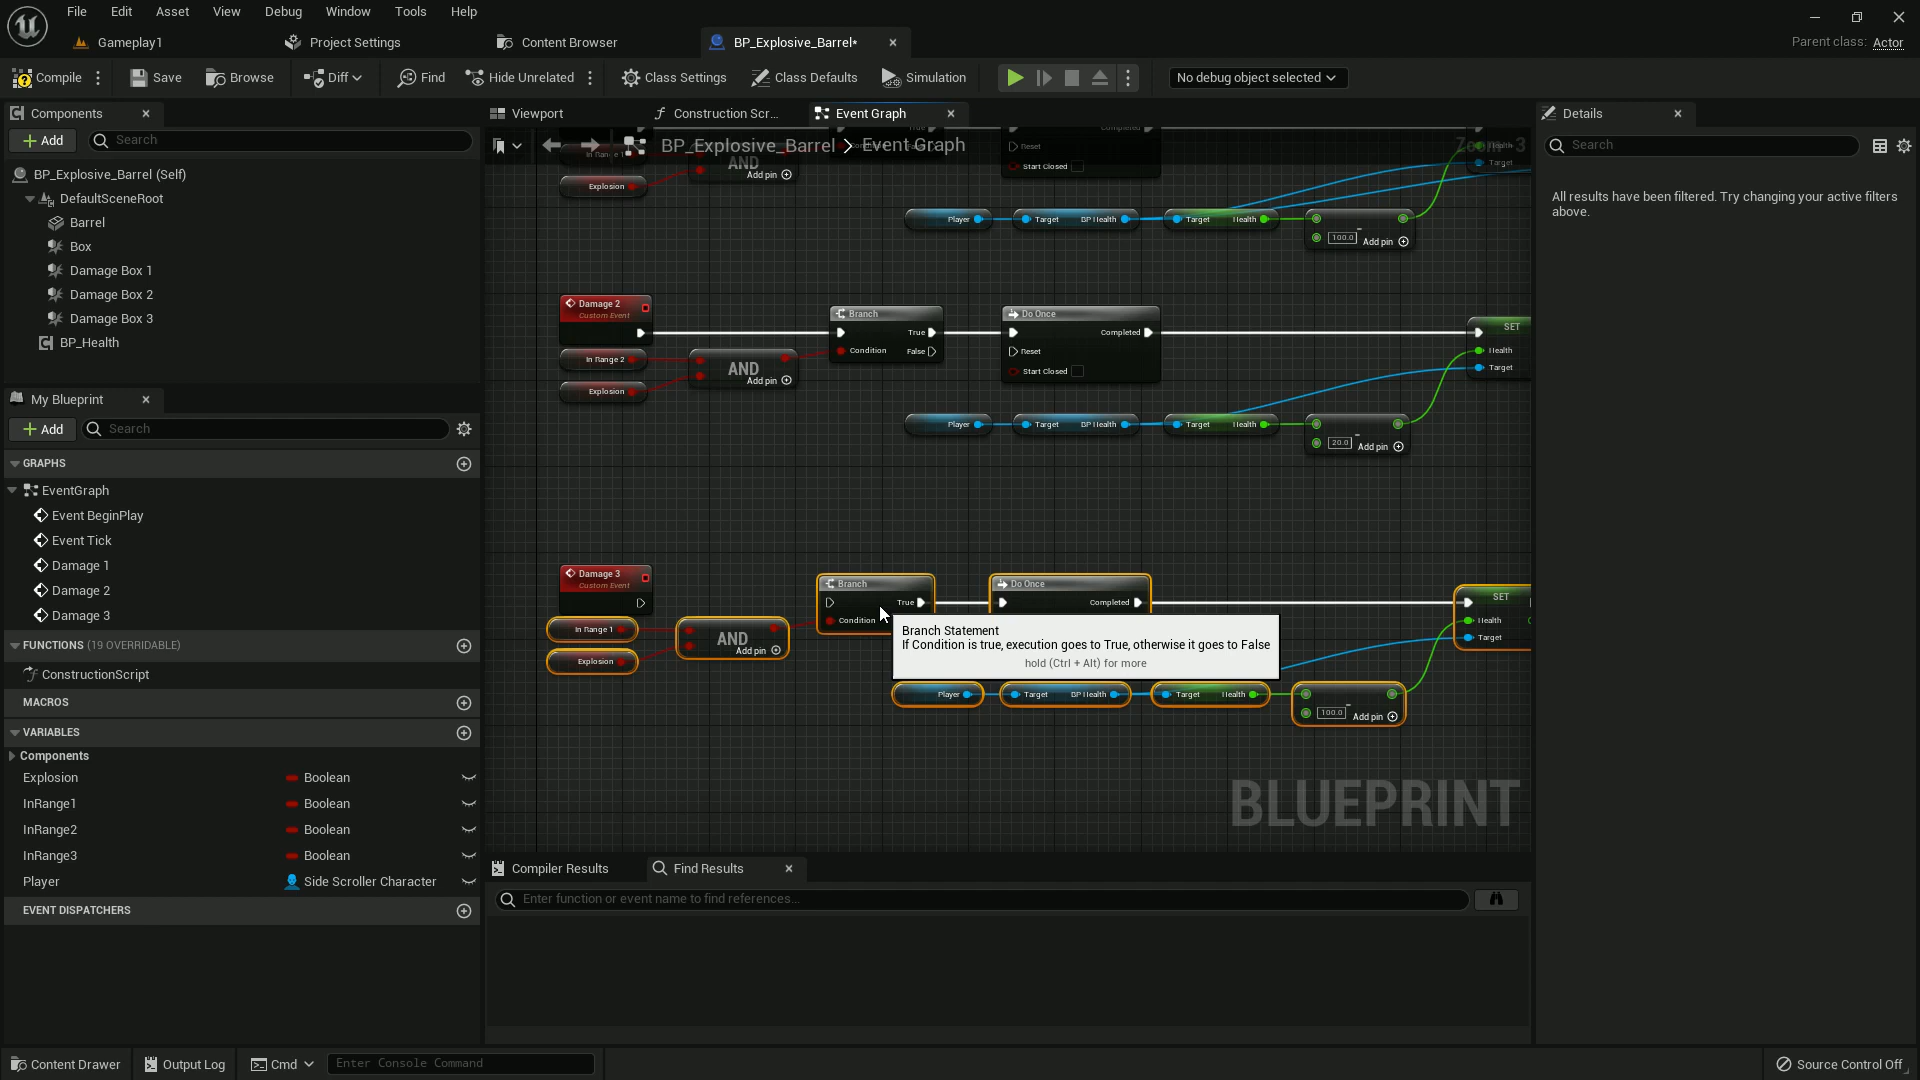 File Edit Asset View Debug Window Tools Help
Gameplay1 Project Settings Content Browser BP_Explosive_Barrel* Parent class: Actor
Compile Save Browse Diff Find Hide Unrelated Class Settings Class Defaults Simulation No debug object selected
Components
Add Search
BP_Explosive_Barrel (Self)
DefaultSceneRoot
Barrel
Box
Damage Box 1
Damage Box 2
Damage Box 3
BP_Health
My Blueprint
Add Search
GRAPHS
EventGraph
Event BeginPlay
Event Tick
Damage 1
Damage 2
Damage 3
FUNCTIONS (19 OVERRIDABLE)
ConstructionScript
MACROS
VARIABLES
Components
Explosion Boolean
InRange1 Boolean
InRange2 Boolean
InRange3 Boolean
Player Side Scroller Character
EVENT DISPATCHERS
Viewport Construction Scr... Event Graph
BP_Explosive_Barrel > Event Graph
Zoom -3
In Range 1 AND Completed
Reset Health
Explosion Add pin Start Closed Target
Player Target BP Health Target Health
100.0 Add pin
Damage 2
Custom Event
Branch Do Once SET
True Completed
In Range 2 AND Condition False Reset Health
Add pin Start Closed Target
Explosion
Player Target BP Health Target Health
20.0 Add pin
Damage 3
Custom Event
Branch Do Once SET
True Completed
In Range 1 AND Condition Health
Add pin Target
Explosion
Branch Statement
If Condition is true, execution goes to True, otherwise it goes to False
hold (Ctrl + Alt) for more
Player Target BP Health Target Health
100.0 Add pin
BLUEPRINT
Compiler Results Find Results
Enter function or event name to find references...
Details
Search
All results have been filtered. Try changing your active filters
above.
Content Drawer Output Log Cmd Enter Console Command Source Control Off